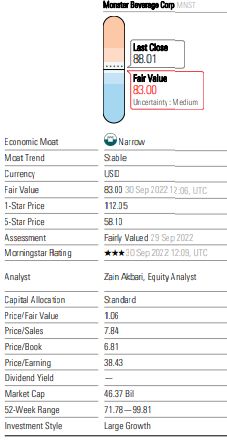 Monster Beverage Corp MNST
Last Close
88.01
Fair Value
83.00
Uncertainty : Medium
Economic Moat Narrow
Moat Trend Stable
Currency USD
Fair Value 83.00 30 Sep 2022 12:06, UTC
1-Star Price 112.05
5-Star Price 58.10
Assessment Fairly Valued 29 Sep 2022
Morningstar Rating ★★★ 30 Sep 2022 12:09, UTC
Analyst Zain Akbari, Equity Analyst
Capital Allocation Standard
Price/Fair Value 1.06
Price/Sales 7.84
Price/Book 6.81
Price/Earning 38.43
Dividend Yield —
Market Cap 46.37 Bil
52-Week Range 71.78 — 99.81
Investment Style Large Growth